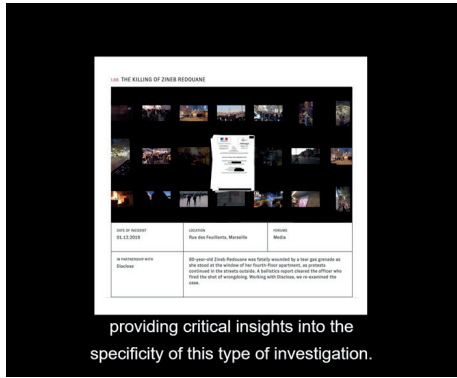 1.08 THE KILLING OF ZINEB REDOUANE
DATE OF INCIDENT
01.12.2019
LOCATION
Rue des Feuillants, Marseille
FORUMS
Media
IN PARTNERSHIP WITH
Disclose
80-year-old Zineb Redouane was fatally wounded by a tear gas grenade as
she stood at the window of her fourth-floor apartment, as protests
continued in the streets outside. A ballistics report cleared the officer who
fired the shot of wrongdoing. Working with Disclose, we re-examined the
case.
providing critical insights into the
specificity of this type of investigation.